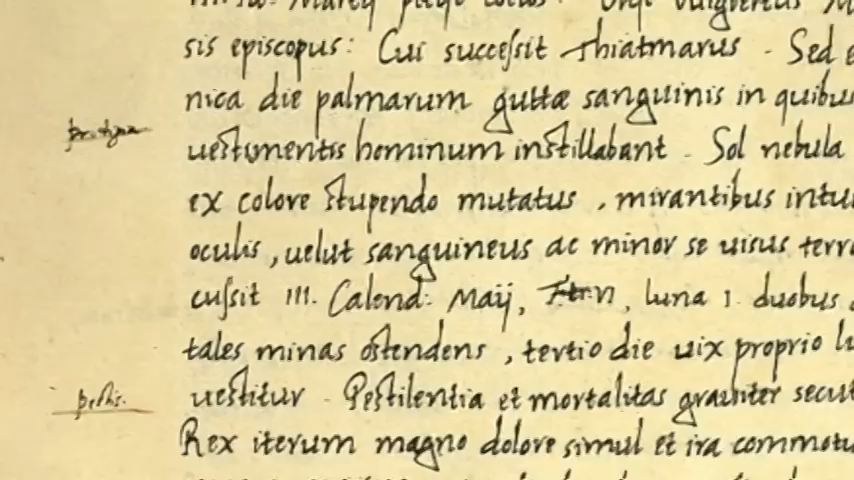 sis episcopus: Cui successit Thiatmarus. Sed
nica die palmarum guttæ sanguinis in quibus
prodigia
uestimentis hominum instillabant. Sol nebula
ex colore stupendo mutatus, mirantibus intu
oculis, uelut sanguineus ac minor se uisus terr
cussit III. Calend. Maij, luna 1. duobus
tales minas ostendens, tertio die uix proprio lu
uestitur. Pestilentia et mortalitas grauiter secut
pestis.
Rex iterum magno dolore simul et ira commotu